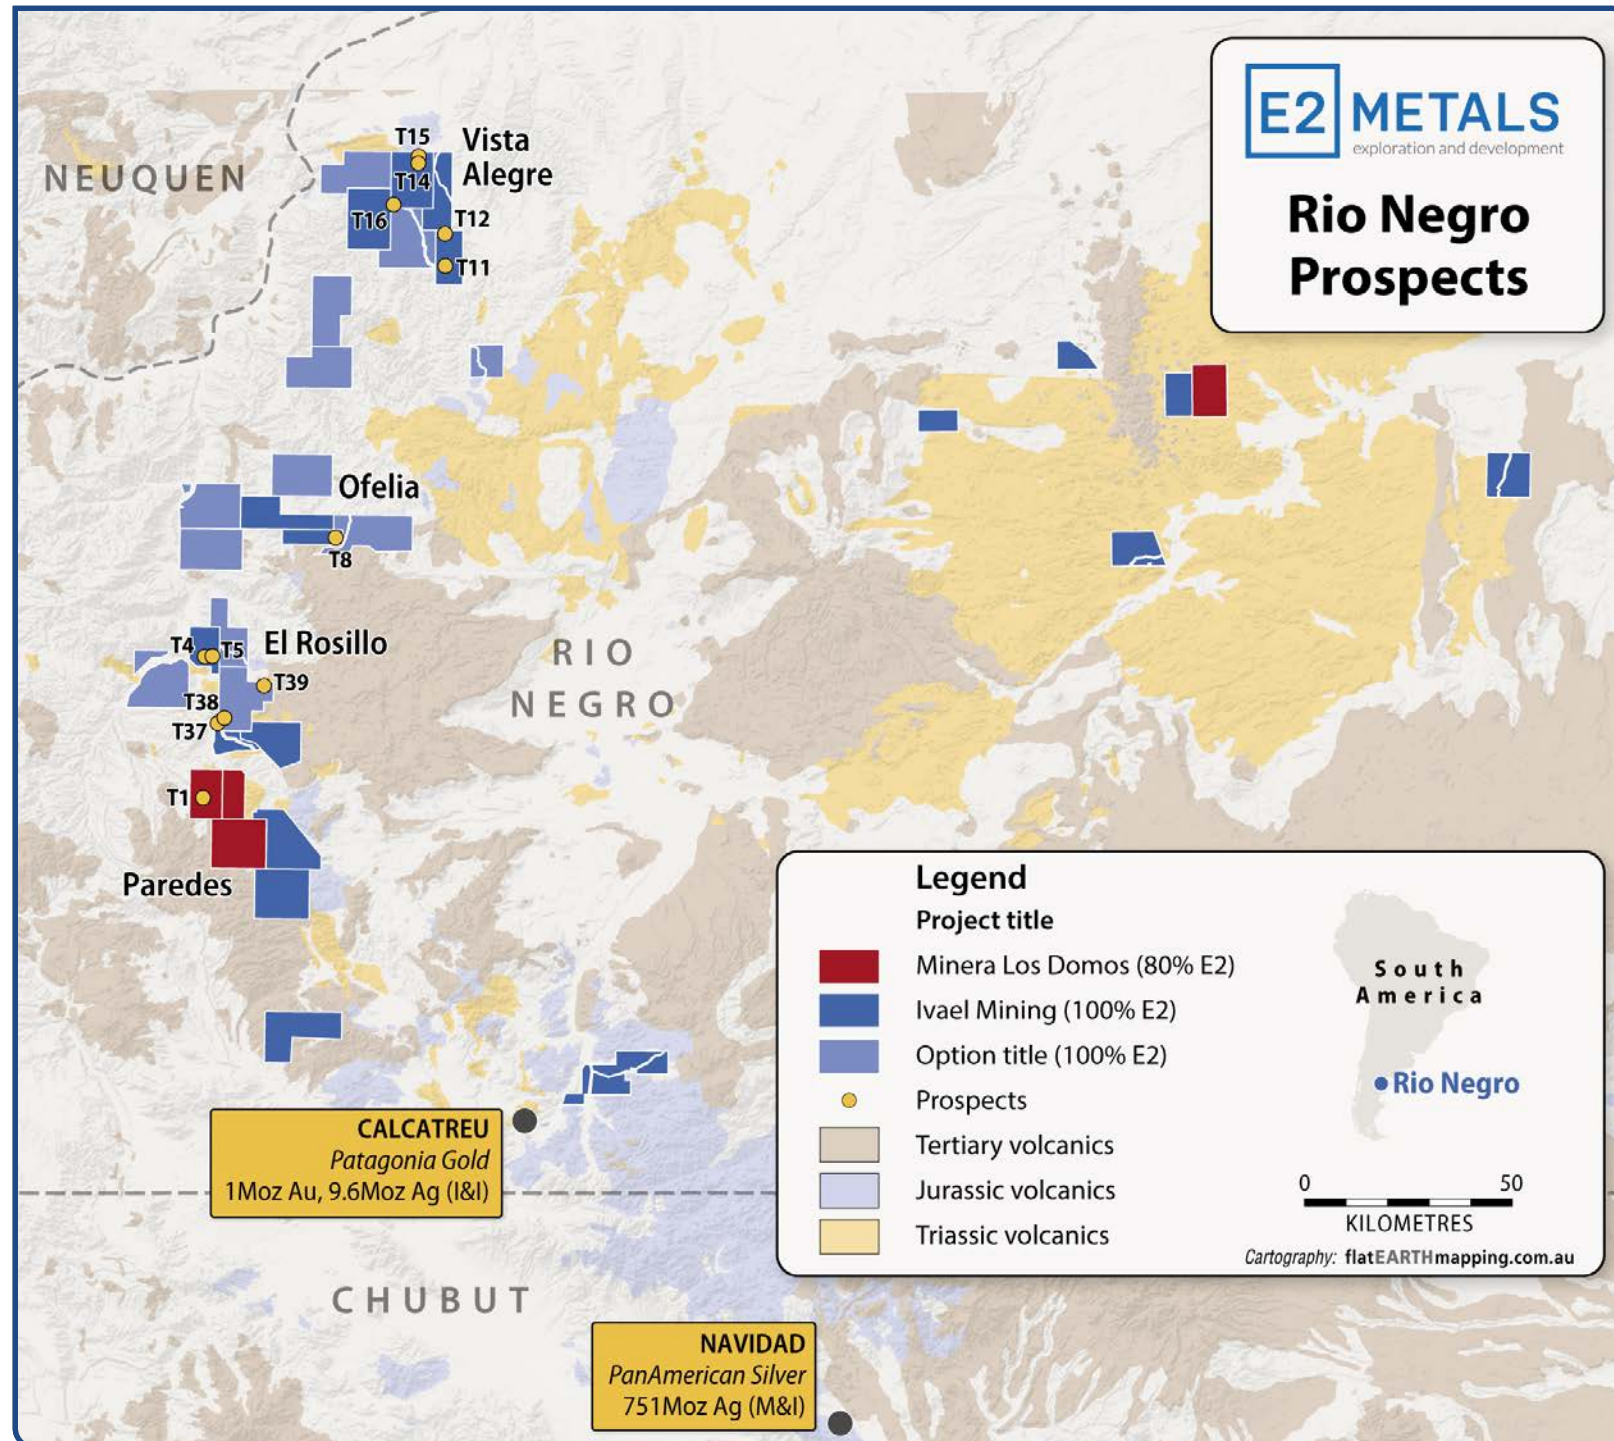 E2 METALS
exploration and development
Rio Negro
Prospects
NEUQUEN
T15
Vista
Alegre
T14
T16
T12
T11
Ofelia
T8
T4
T5
El Rosillo
T39
T38
T37
RIO
NEGRO
T1
Paredes
CALCATREU
Patagonia Gold
1Moz Au, 9.6Moz Ag (I&I)
CHUBUT
NAVIDAD
PanAmerican Silver
751Moz Ag (M&I)
Legend
Project title
Minera Los Domos (80% E2)
Ivael Mining (100% E2)
Option title (100% E2)
Prospects
Tertiary volcanics
Jurassic volcanics
Triassic volcanics
South
America
Rio Negro
0 50
KILOMETRES
Cartography: flatEARTHmapping.com.au